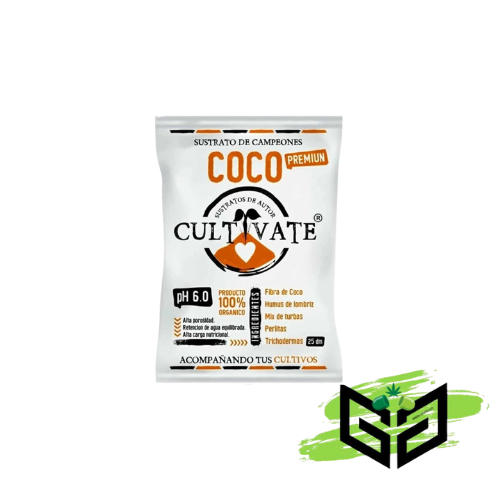 SUSTRATO DE CAMPEONES
COCO
PREMIUN
SUSTRATOS DE AUTOR
CULTIVATE®
pH 6.0
PRODUCTO
100%
ORGANICO
Alta porosidad.
Retencion de agua equilibrada.
Alta carga nutricional.
INGREDIENTES
Fibra de Coco
Humus de lombriz
Mix de turbas
Perlitas
Trichodermas
25 dm
ACOMPAÑANDO TUS CULTIVOS